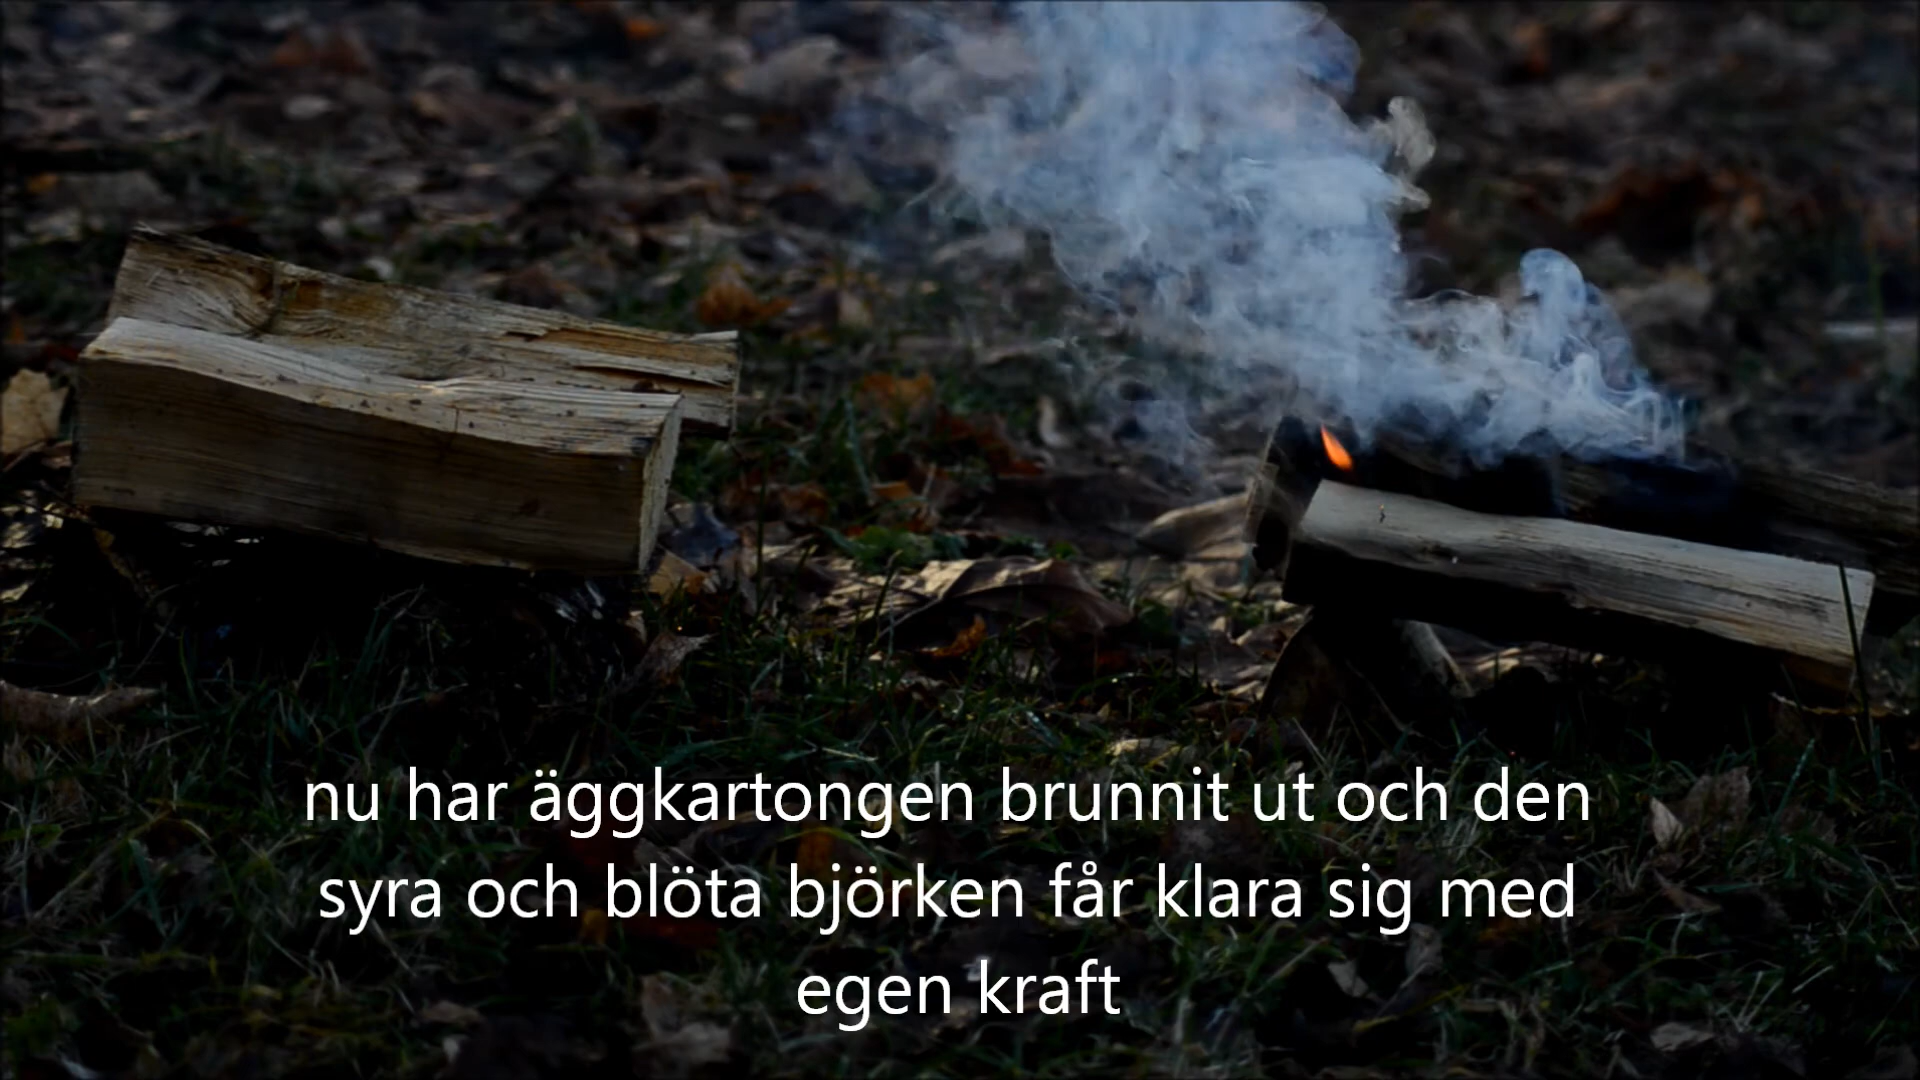 nu har äggkartongen brunnit ut och den
syra och blöta björken får klara sig med
egen kraft